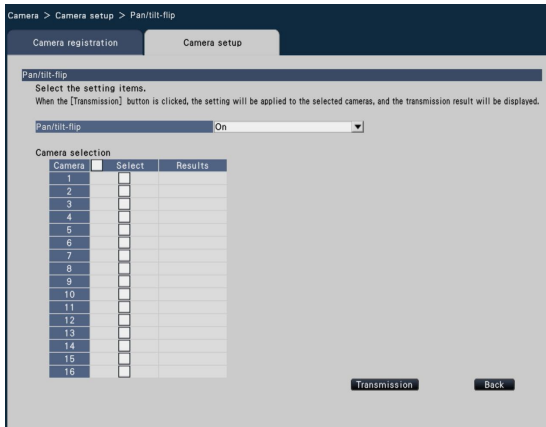 Camera > Camera setup > Pan/tilt-flip
Camera registration
Camera setup
Pan/tilt-flip
Select the setting items.
When the [Transmission] button is clicked, the setting will be applied to the selected cameras, and the transmission result will be displayed.
Pan/tilt-flip On
Camera selection
Camera Select Results
1
2
3
4
5
6
7
8
9
10
11
12
13
14
15
16
Transmission Back